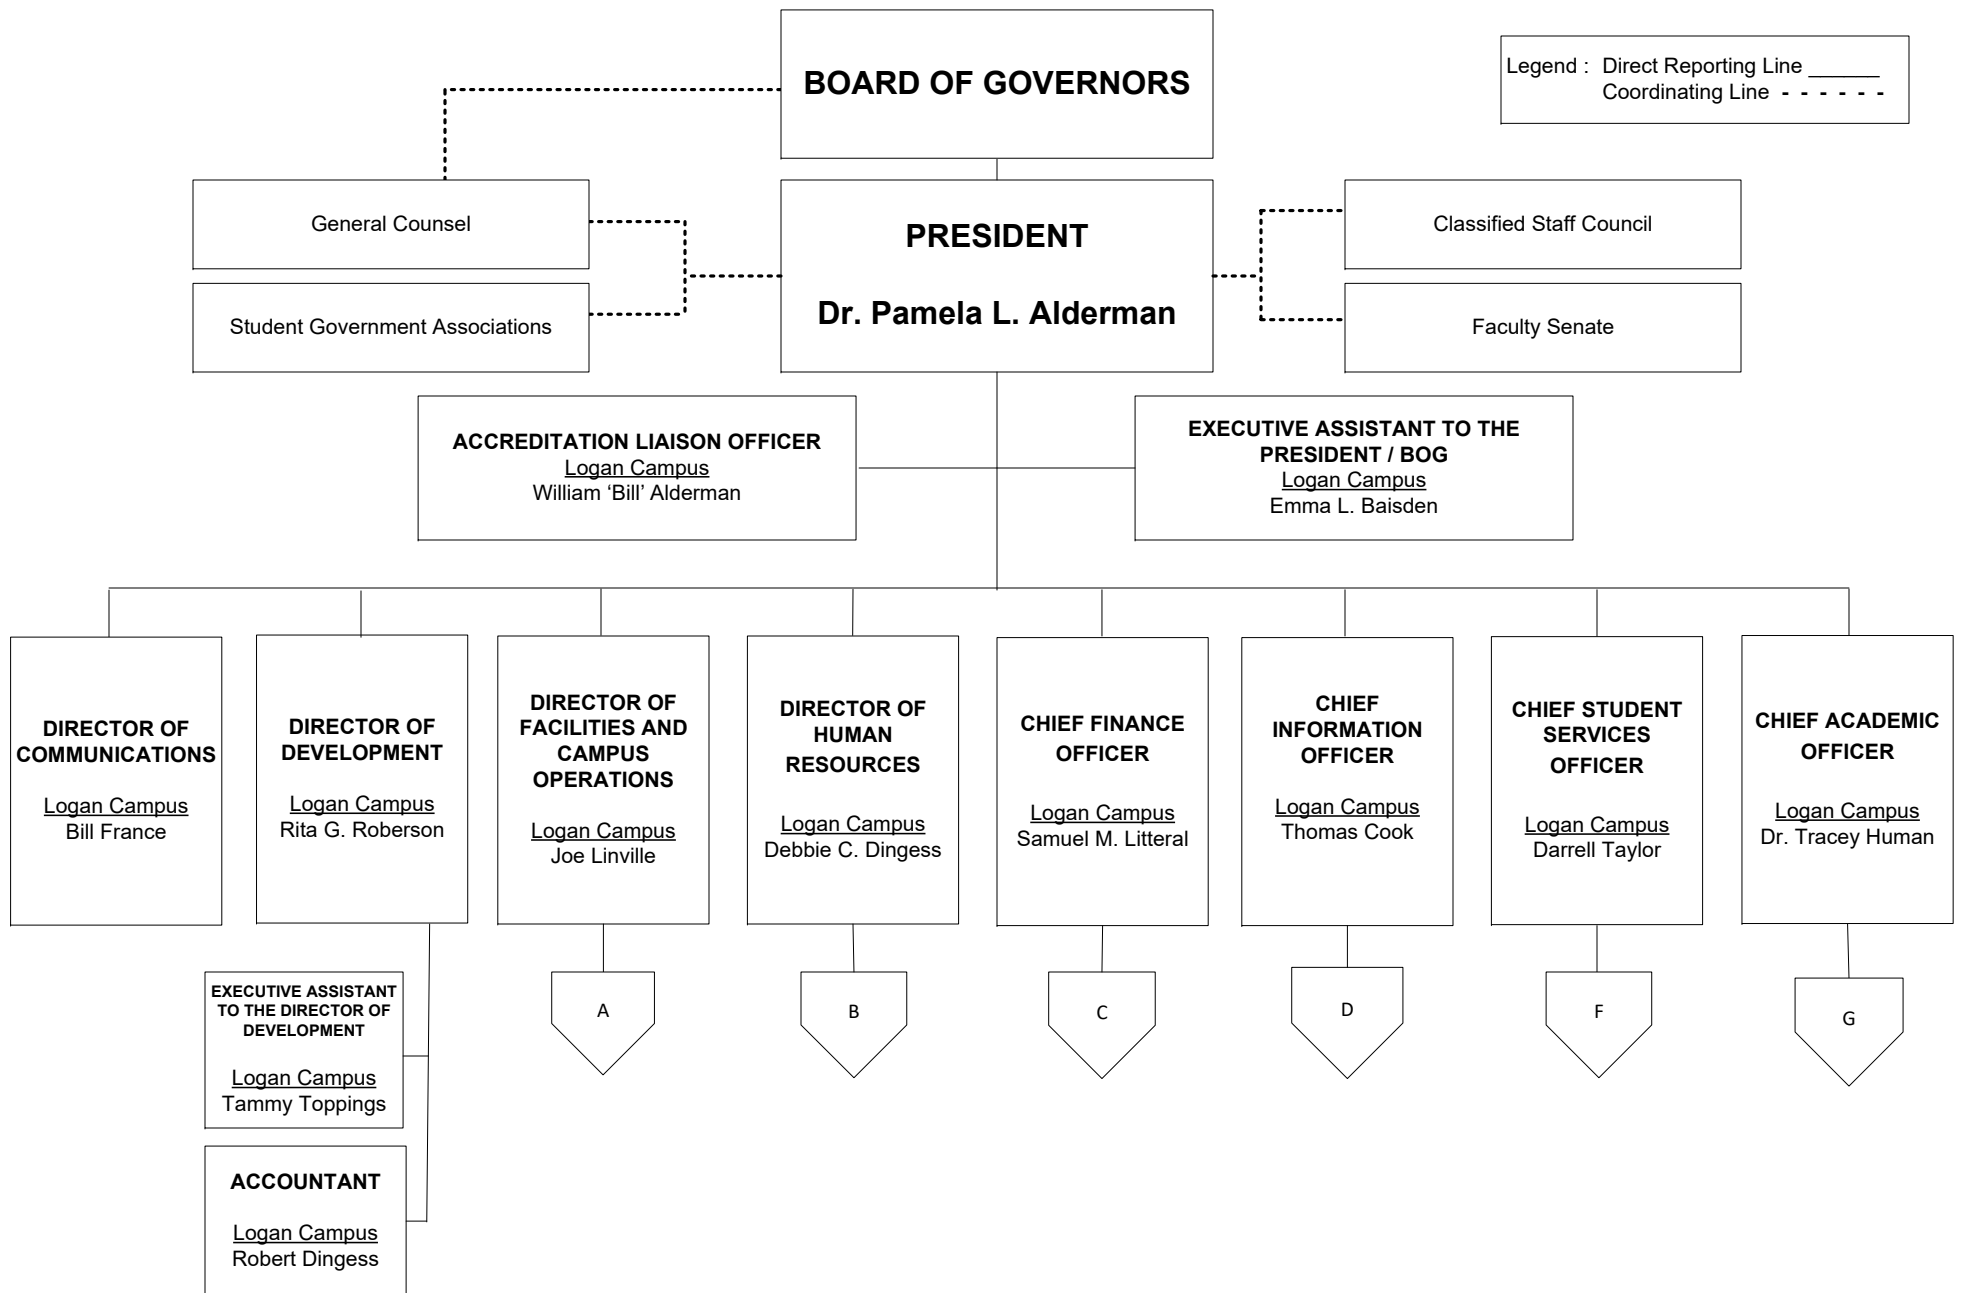 BOARD OF GOVERNORS
Legend : Direct Reporting Line ______
Coordinating Line - - - - - -
General Counsel
Student Government Associations
PRESIDENT
Dr. Pamela L. Alderman
Classified Staff Council
Faculty Senate
ACCREDITATION LIAISON OFFICER
Logan Campus
William ‘Bill’ Alderman
EXECUTIVE ASSISTANT TO THE
PRESIDENT / BOG
Logan Campus
Emma L. Baisden
DIRECTOR OF
COMMUNICATIONS
Logan Campus
Bill France
DIRECTOR OF
DEVELOPMENT
Logan Campus
Rita G. Roberson
DIRECTOR OF
FACILITIES AND
CAMPUS
OPERATIONS
Logan Campus
Joe Linville
DIRECTOR OF
HUMAN
RESOURCES
Logan Campus
Debbie C. Dingess
CHIEF FINANCE
OFFICER
Logan Campus
Samuel M. Litteral
CHIEF
INFORMATION
OFFICER
Logan Campus
Thomas Cook
CHIEF STUDENT
SERVICES
OFFICER
Logan Campus
Darrell Taylor
CHIEF ACADEMIC
OFFICER
Logan Campus
Dr. Tracey Human
EXECUTIVE ASSISTANT
TO THE DIRECTOR OF
DEVELOPMENT
Logan Campus
Tammy Toppings
A
B
C
D
F
G
ACCOUNTANT
Logan Campus
Robert Dingess